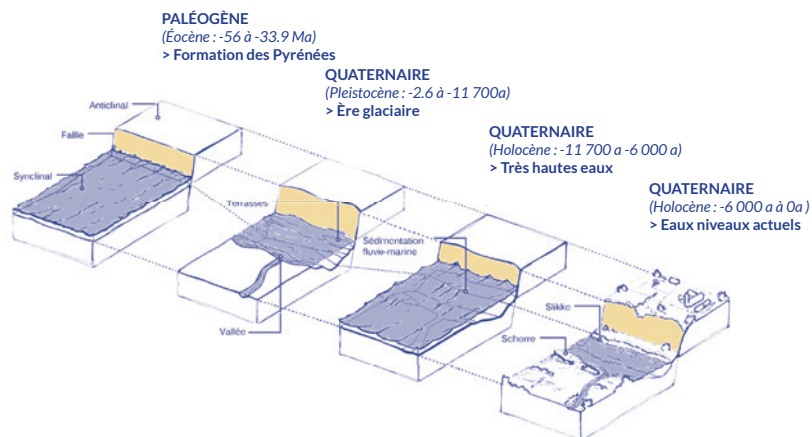 PALÉOGÈNE
(Éocène : -56 à -33.9 Ma)
> Formation des Pyrénées
QUATERNAIRE
(Pleistocène : -2.6 à -11 700a)
> Ère glaciaire
QUATERNAIRE
(Holocène : -11 700 a -6 000 a)
> Très hautes eaux
QUATERNAIRE
(Holocène : -6 000 a à 0a)
> Eaux niveaux actuels
Anticlinal
Faille
Synclinal
Terrasses
Vallée
Sédimentation
fluvie-marine
Slikke
Schorre